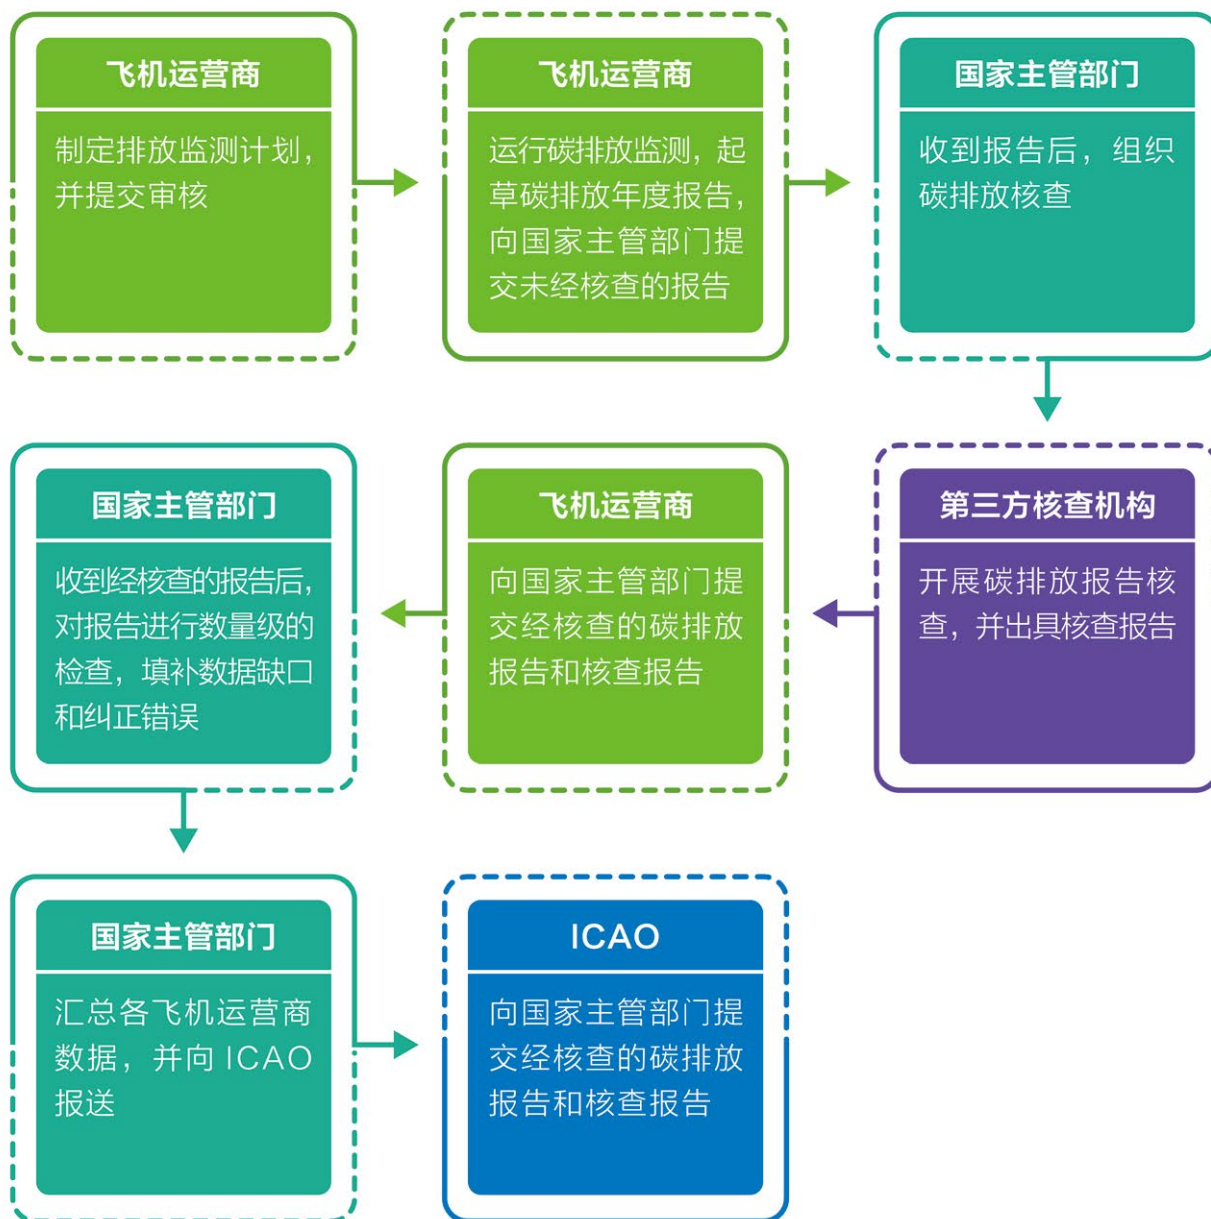 飞机运营商
制定排放监测计划，
并提交审核
飞机运营商
运行碳排放监测，起
草碳排放年度报告，
向国家主管部门提
交未经核查的报告
国家主管部门
收到报告后，组织
碳排放核查
第三方核查机构
开展碳排放报告核
查，并出具核查报告
飞机运营商
向国家主管部门提
交经核查的碳排放
报告和核查报告
国家主管部门
收到经核查的报告后，
对报告进行数量级的
检查，填补数据缺口
和纠正错误
国家主管部门
汇总各飞机运营商
数据，并向 ICAO
报送
ICAO
向国家主管部门提
交经核查的碳排放
报告和核查报告